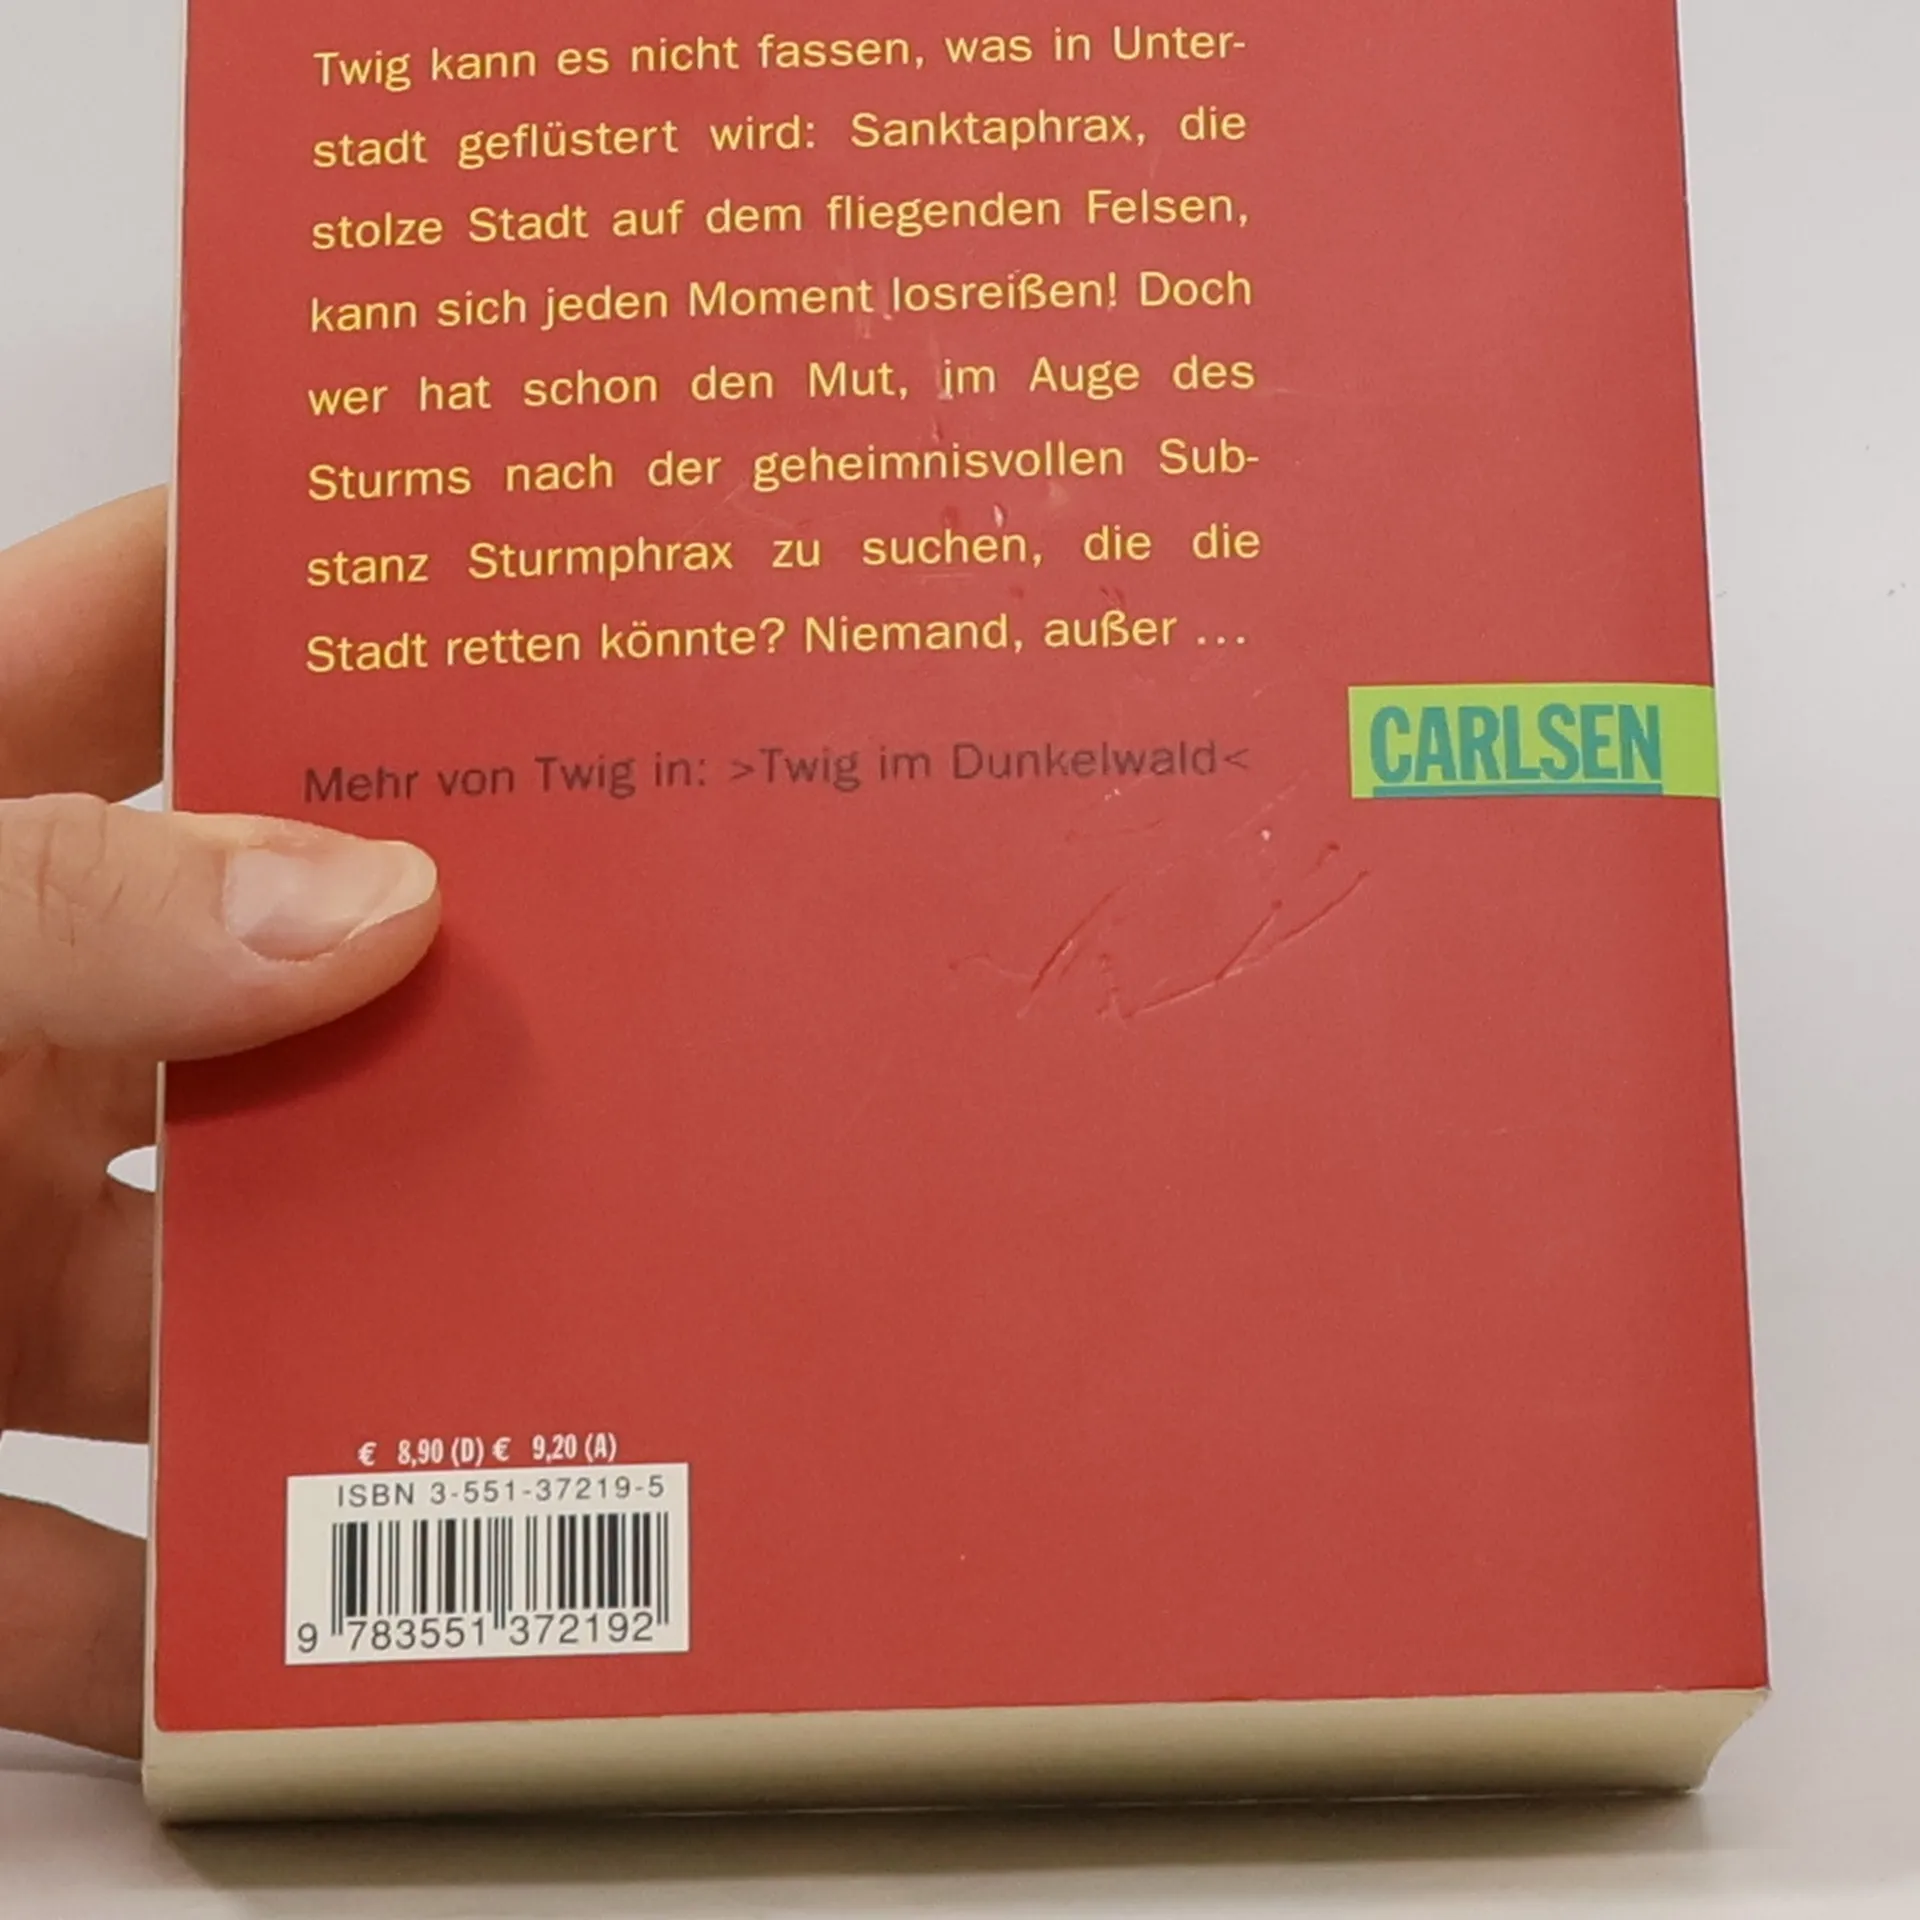 Twig kann es nicht fassen, was in Unter-
stadt geflüstert wird: Sanktaphrax, die
stolze Stadt auf dem fliegenden Felsen,
kann sich jeden Moment losreißen! Doch
wer hat schon den Mut, im Auge des
Sturms nach der geheimnisvollen Sub-
stanz Sturmphrax zu suchen, die die
Stadt retten könnte? Niemand, außer ...
Mehr von Twig in: >Twig im Dunkelwald<
CARLSEN
€ 8,90 (D) € 9,20 (A)
ISBN 3-551-37219-5
9 783551 372192